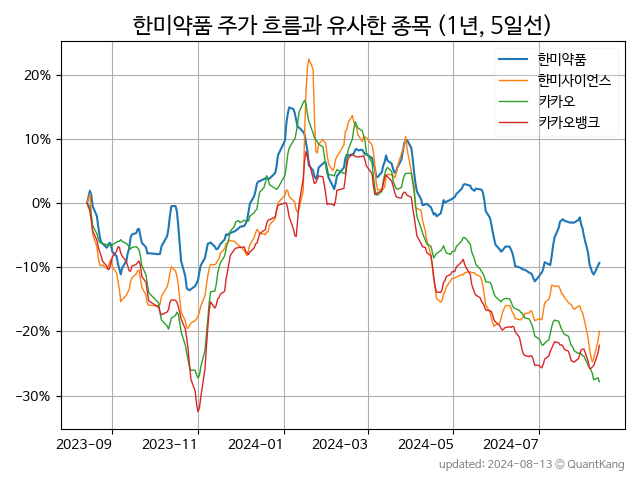 한미약품 주가 흐름과 유사한 종목 (1년, 5일선)
한미약품
한미사이언스
카카오
카카오뱅크
20%
10%
0%
−10%
−20%
−30%
2023-09 2023-11 2024-01 2024-03 2024-05 2024-07
updated: 2024-08-13 © QuantKang